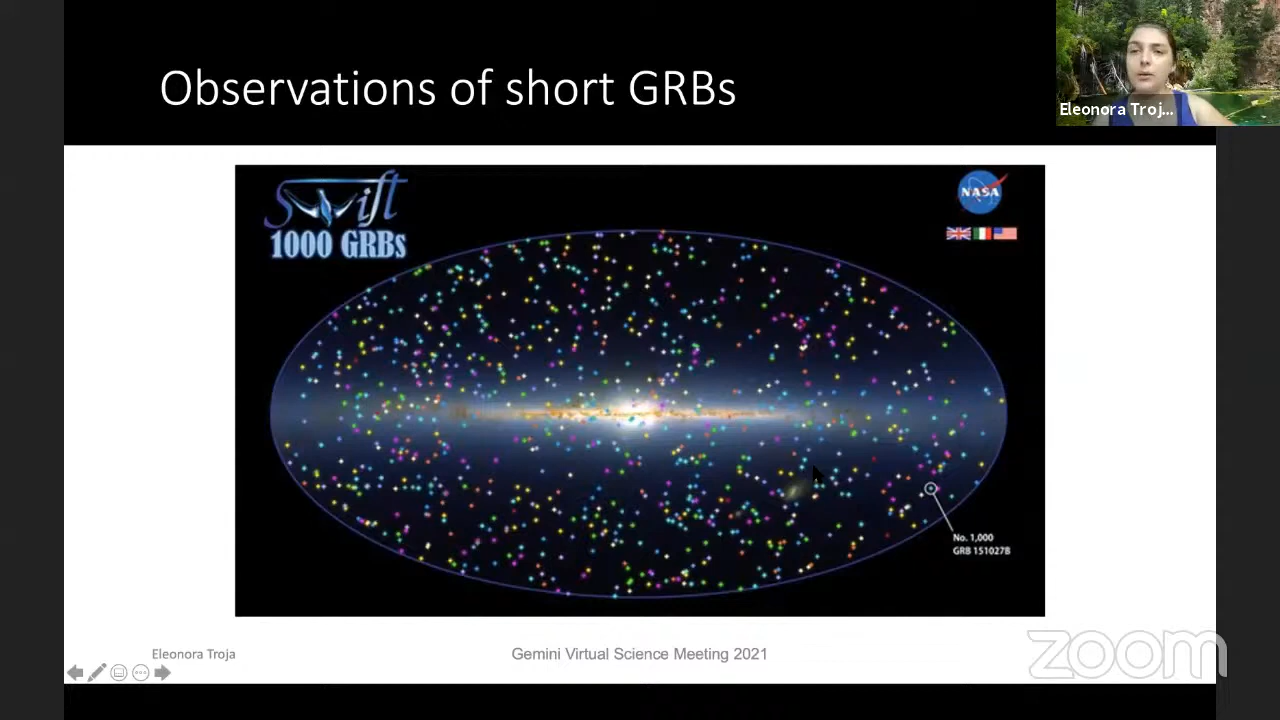 Observations of short GRBs
Eleonora Troj...
swift
1000 GRBs
NASA
No. 1,000
GRB 151027B
Eleonora Troja
Gemini Virtual Science Meeting 2021
zoom